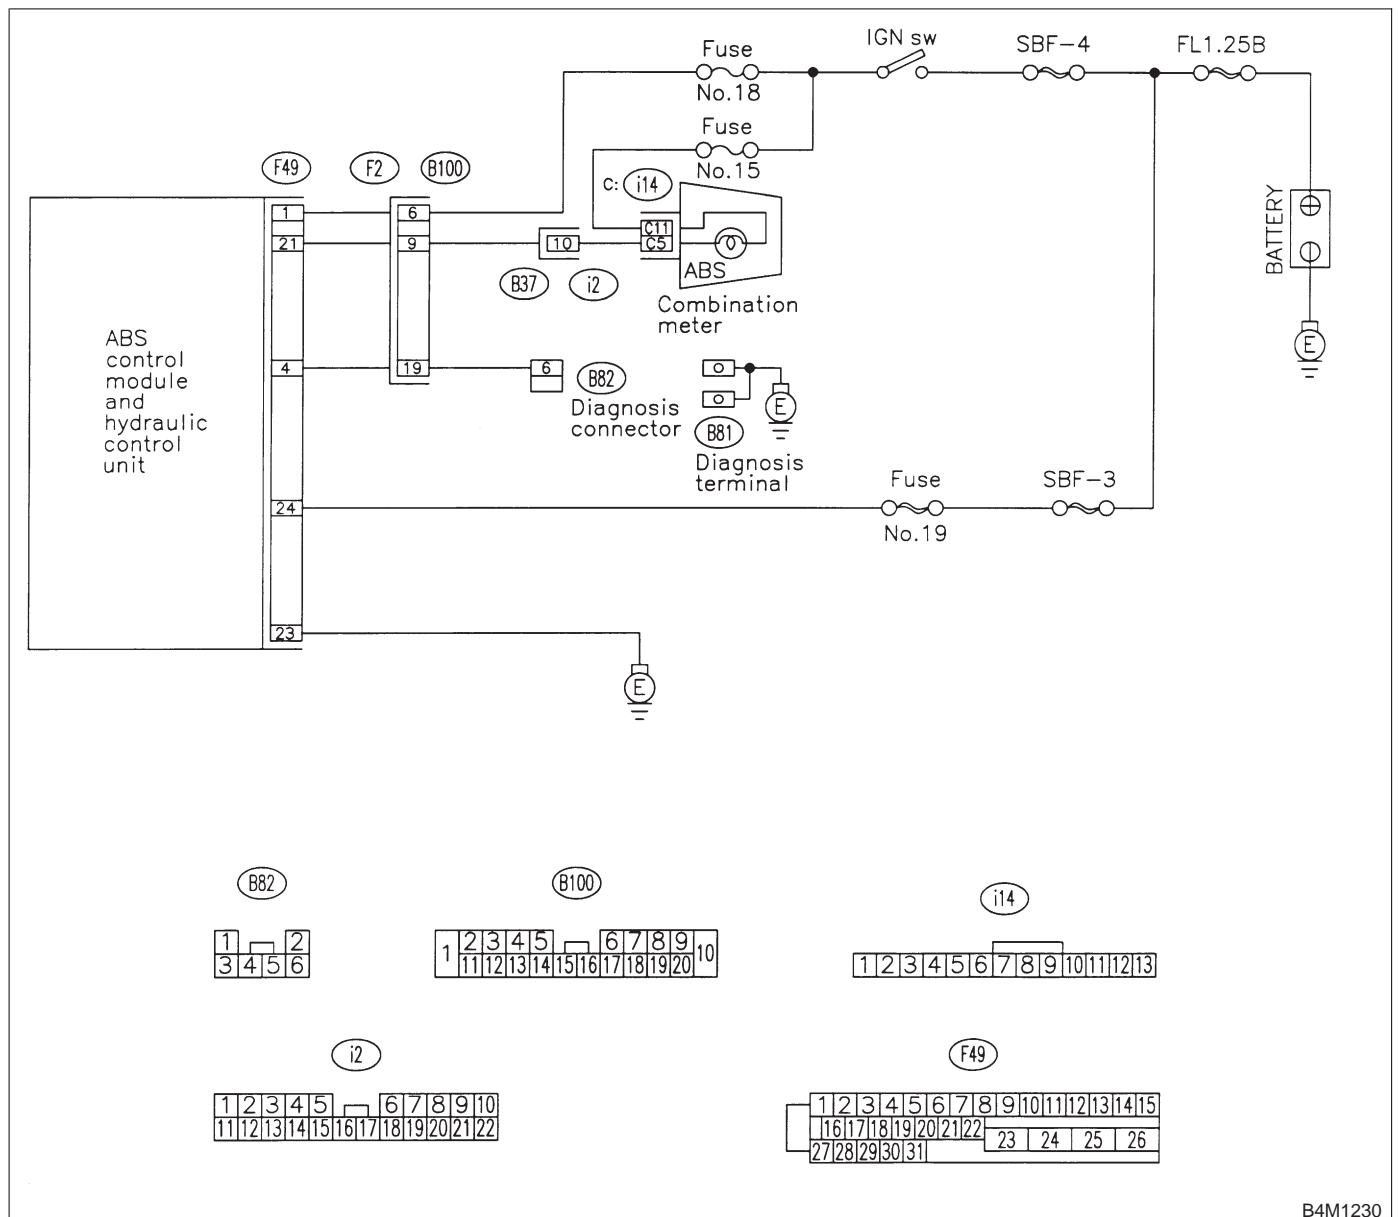 IGN sw
SBF-4
FL1.25B
Fuse
No.18
Fuse
No.15
F49
F2
B100
c: i14
1
6
C11
21
9
10
C5
ABS
B37
i2
Combination
meter
BATTERY
E
ABS
control
module
and
hydraulic
control
unit
4
19
6
B82
Diagnosis
connector
B81
E
Diagnosis
terminal
24
Fuse
No.19
SBF-3
23
E
B82
1 2
3 4 5 6
B100
1 2 3 4 5 6 7 8 9 10
11 12 13 14 15 16 17 18 19 20
i14
1 2 3 4 5 6 7 8 9 10 11 12 13
i2
1 2 3 4 5 6 7 8 9 10
11 12 13 14 15 16 17 18 19 20 21 22
F49
1 2 3 4 5 6 7 8 9 10 11 12 13 14 15
16 17 18 19 20 21 22 23 24 25 26
27 28 29 30 31
B4M1230